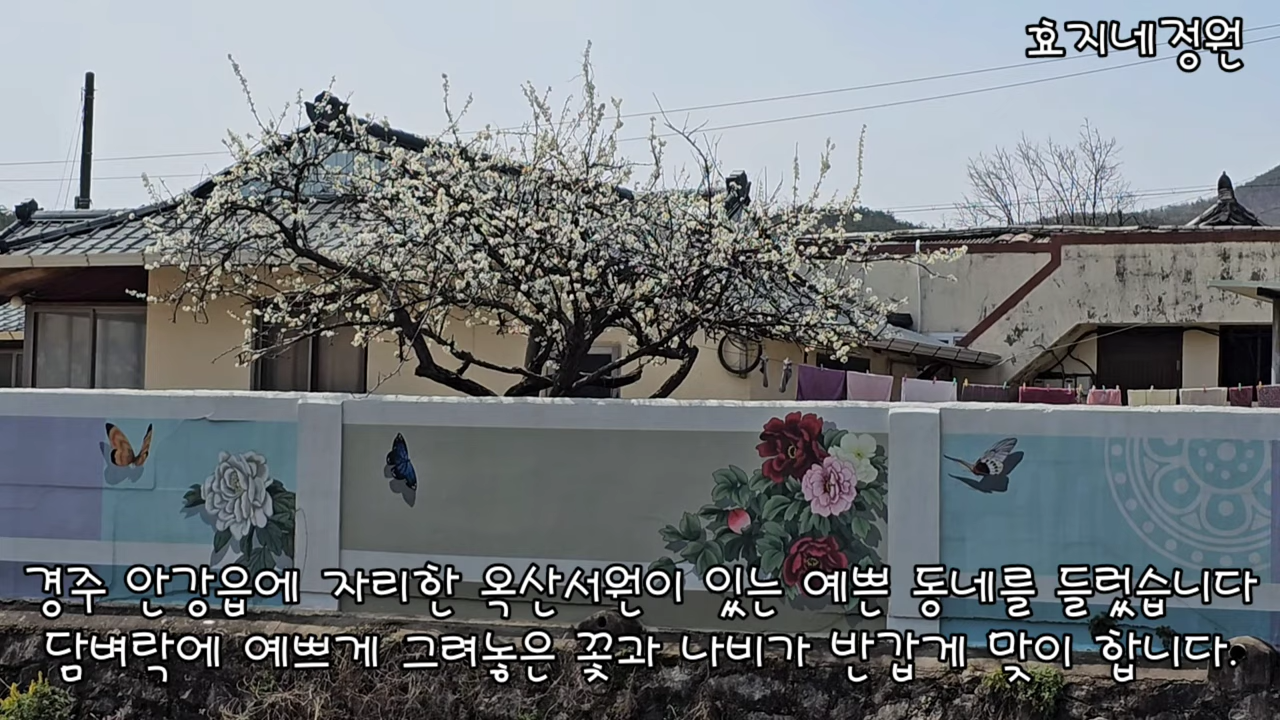 효지네정원
경주 안강읍에 자리한 옥산서원이 있는 예쁜 동네를 들렀습니다
담벼락에 예쁘게 그려놓은 꽃과 나비가 반갑게 맞이 합니다.